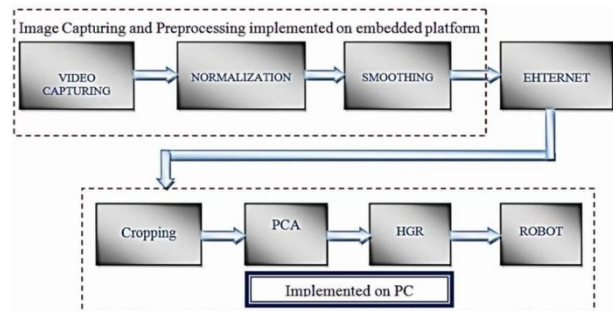 Image Capturing and Preprocessing implemented on embedded platform
VIDEO
CAPTURING
NORMALIZATION
SMOOTHING
EHTERNET
Cropping
PCA
HGR
ROBOT
Implemented on PC